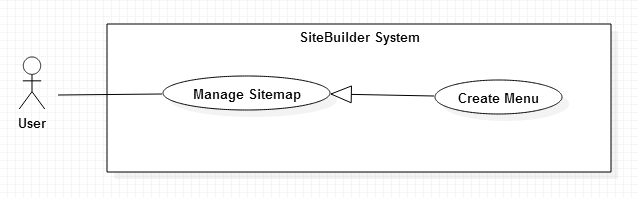 SiteBuilder System
Manage Sitemap
Create Menu
User